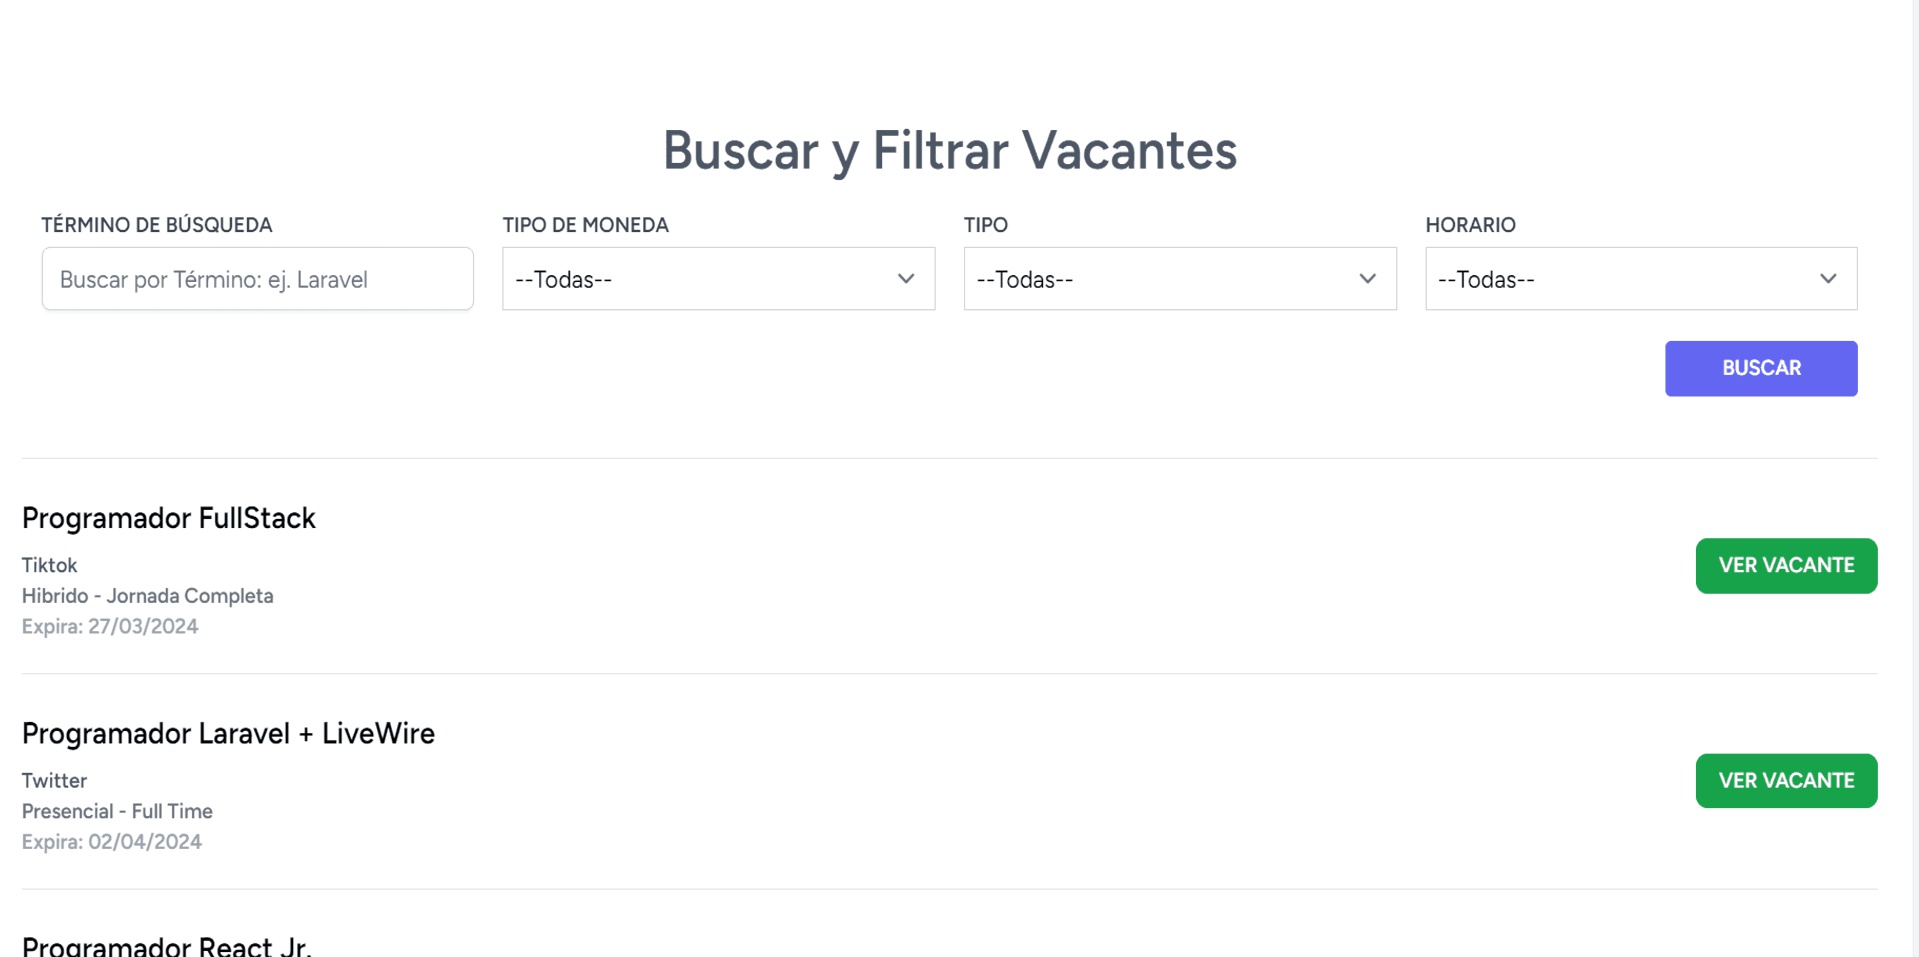 Buscar y Filtrar Vacantes
TÉRMINO DE BÚSQUEDA
Buscar por Término: ej. Laravel
TIPO DE MONEDA
--Todas--
TIPO
--Todas--
HORARIO
--Todas--
BUSCAR
Programador FullStack
Tiktok
Hibrido - Jornada Completa
Expira: 27/03/2024
VER VACANTE
Programador Laravel + LiveWire
Twitter
Presencial - Full Time
Expira: 02/04/2024
VER VACANTE
Programador React Jr.